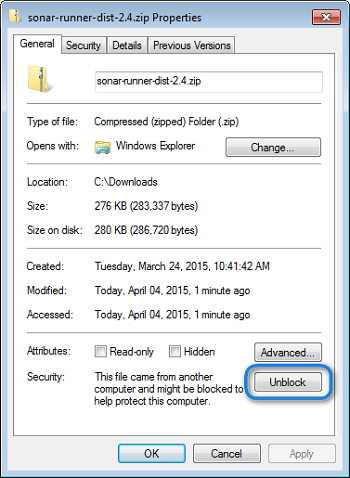 sonar-runner-dist-2.4.zip Properties
General Security Details Previous Versions
sonar-runner-dist-2.4.zip
Type of file: Compressed (zipped) Folder (.zip)
Opens with: Windows Explorer Change...
Location: C:\Downloads
Size: 276 KB (283,337 bytes)
Size on disk: 280 KB (286,720 bytes)
Created: Tuesday, March 24, 2015, 10:41:42 AM
Modified: Today, April 04, 2015, 1 minute ago
Accessed: Today, April 04, 2015, 1 minute ago
Attributes: Read-only Hidden Advanced...
Security: This file came from another
computer and might be blocked to
help protect this computer.
Unblock
OK Cancel Apply